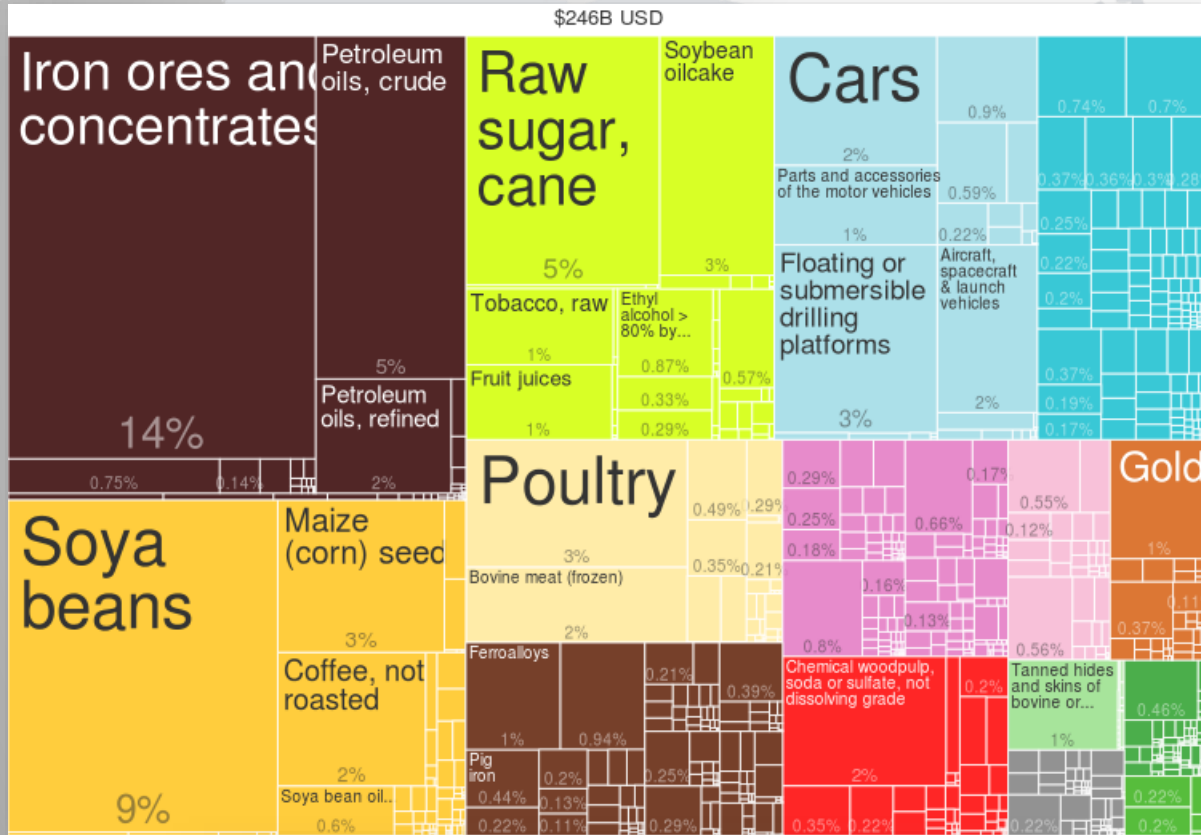 $246B USD
Iron ores and
concentrates
14%
Petroleum
oils, crude
5%
Petroleum
oils, refined
2%
0.75%
0.14%
Raw
sugar,
cane
5%
Soybean
oilcake
3%
Tobacco, raw
1%
Fruit juices
1%
Ethyl
alcohol >
80% by...
0.87%
0.33%
0.29%
0.57%
Cars
2%
Parts and accessories
of the motor vehicles
1%
Floating or
submersible
drilling
platforms
3%
0.9%
0.59%
0.22%
Aircraft,
spacecraft
& launch
vehicles
2%
0.74%
0.7%
0.37%
0.36%
0.3%
0.28
0.25%
0.22%
0.2%
0.37%
0.19%
0.17%
Soya
beans
9%
Maize
(corn) seed
3%
Coffee, not
roasted
2%
Soya bean oil..
0.6%
Poultry
3%
Bovine meat (frozen)
2%
0.49%
0.29%
0.35%
0.21%
Ferroalloys
1%
0.94%
0.21%
0.39%
Pig
iron
0.44%
0.22%
0.2%
0.13%
0.11%
0.25%
0.29%
0.29%
0.25%
0.18%
0.8%
0.16%
0.66%
0.17%
0.13%
Chemical woodpulp,
soda or sulfate, not
dissolving grade
2%
0.2%
0.35%
0.22%
0.55%
0.12%
0.56%
Gold
1%
0.37%
0.11
Tanned hides
and skins of
bovine or...
1%
0.22%
0.46%
0.22%
0.2%